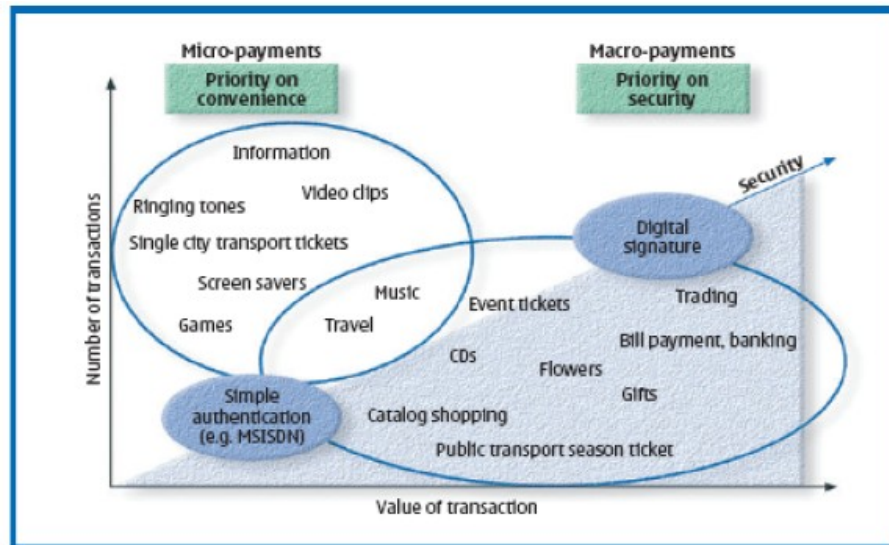 Micro-payments
Macro-payments
Priority on
convenience
Priority on
security
Information
Video clips
Ringing tones
Single city transport tickets
Screen savers
Music
Games
Travel
Security
Digital
signature
Event tickets
Trading
Bill payment, banking
CDs
Flowers
Gifts
Simple
authentication
(e.g. MSISDN)
Catalog shopping
Public transport season ticket
Number of transactions
Value of transaction